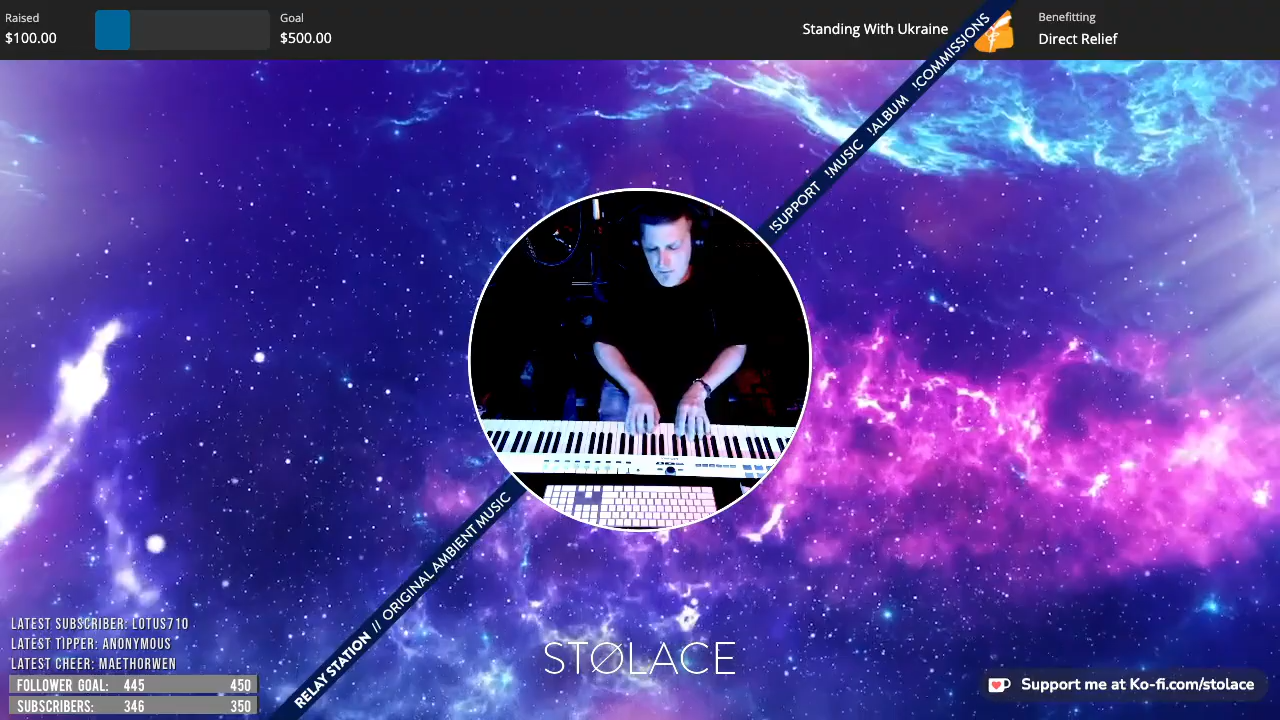 Raised
$100.00
Goal
$500.00
Standing With Ukraine
Benefitting
Direct Relief
!SUPPORT !MUSIC !ALBUM !COMMISSIONS
RELAY STATION // ORIGINAL AMBIENT MUSIC
STØLACE
LATEST SUBSCRIBER: LOTUS710
LATEST TIPPER: ANONYMOUS
LATEST CHEER: MAETHORWEN
FOLLOWER GOAL: 445 450
SUBSCRIBERS: 346 350
Support me at Ko-fi.com/stolace